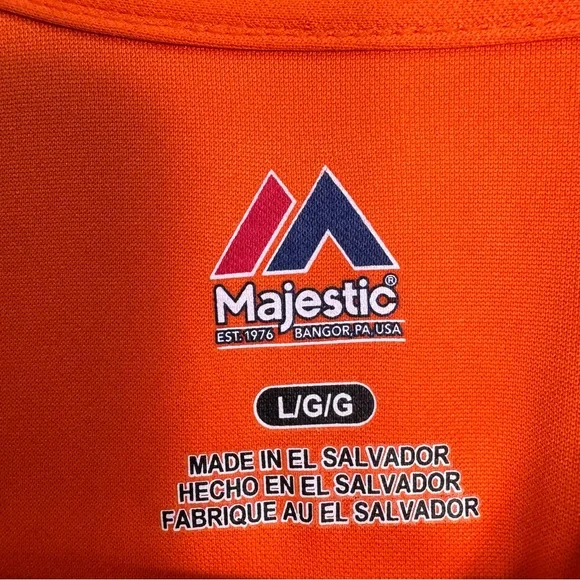 Majestic®
EST. 1976 BANGOR, PA, USA
L/G/G
MADE IN EL SALVADOR
HECHO EN EL SALVADOR
FABRIQUE AU EL SALVADOR